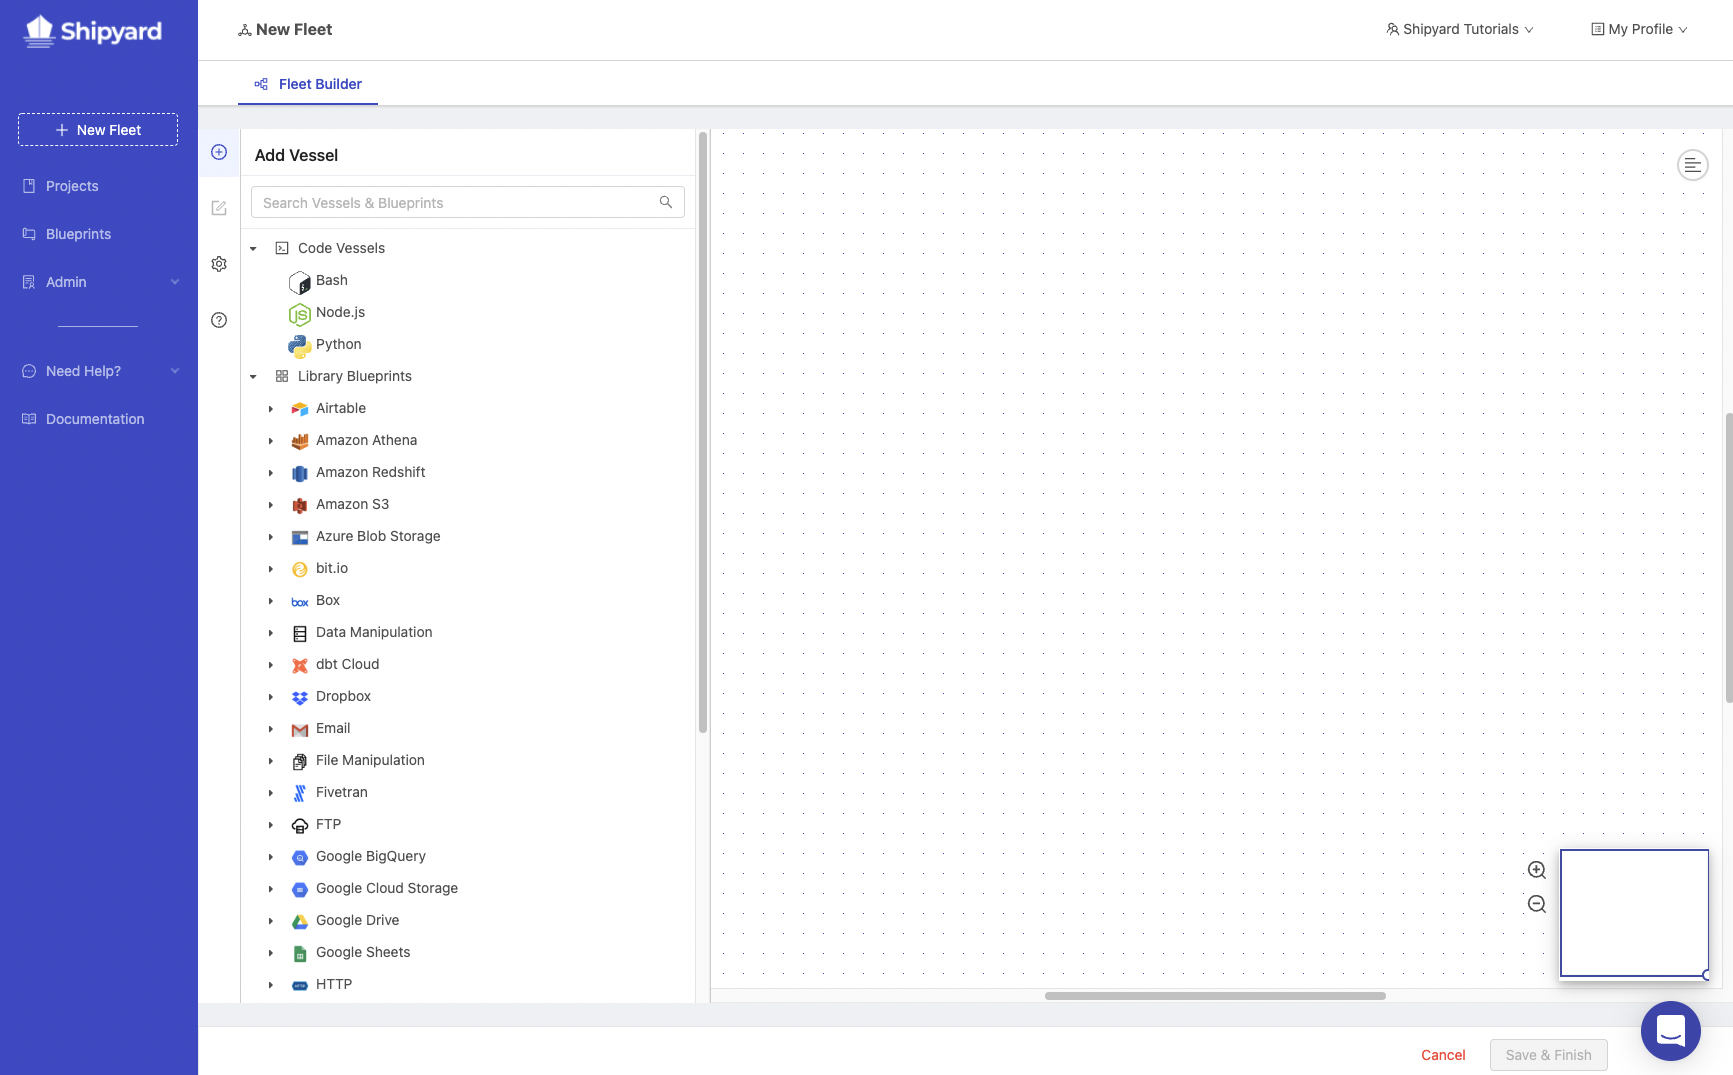 Shipyard
New Fleet
Shipyard Tutorials
My Profile
Fleet Builder
New Fleet
Projects
Blueprints
Admin
Need Help?
Documentation
Add Vessel
Search Vessels & Blueprints
Code Vessels
Bash
JS Node.js
Python
Library Blueprints
Airtable
Amazon Athena
Amazon Redshift
Amazon S3
Azure Blob Storage
bit.io
box Box
Data Manipulation
dbt Cloud
Dropbox
Email
File Manipulation
Fivetran
FTP
Google BigQuery
Google Cloud Storage
Google Drive
Google Sheets
HTTP HTTP
Cancel
Save & Finish